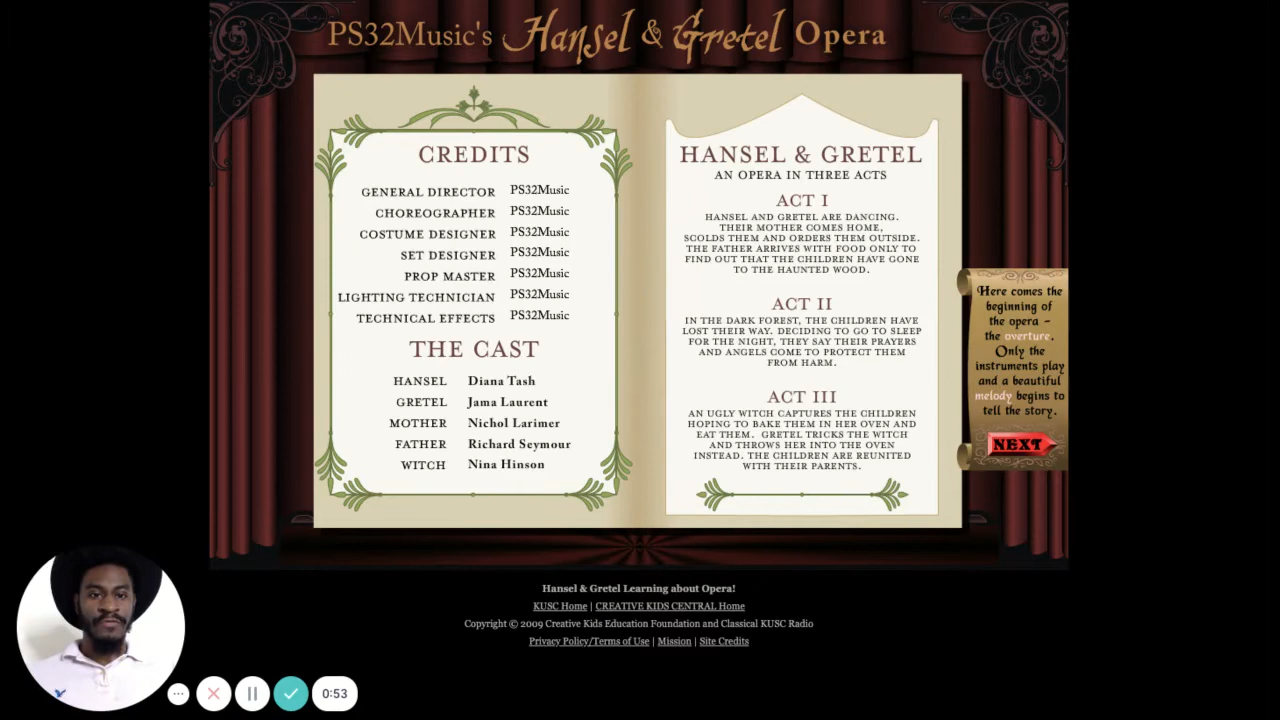 PS32Music's Hansel & Gretel Opera
CREDITS
GENERAL DIRECTOR PS32Music
CHOREOGRAPHER PS32Music
COSTUME DESIGNER PS32Music
SET DESIGNER PS32Music
PROP MASTER PS32Music
LIGHTING TECHNICIAN PS32Music
TECHNICAL EFFECTS PS32Music
THE CAST
HANSEL Diana Tash
GRETEL Jama Laurent
MOTHER Nichol Larimer
FATHER Richard Seymour
WITCH Nina Hinson
HANSEL & GRETEL
AN OPERA IN THREE ACTS
ACT I
HANSEL AND GRETEL ARE DANCING.
THEIR MOTHER COMES HOME,
SCOLDS THEM AND ORDERS THEM OUTSIDE.
THE FATHER ARRIVES WITH FOOD ONLY TO
FIND OUT THAT THE CHILDREN HAVE GONE
TO THE HAUNTED WOOD.
ACT II
IN THE DARK FOREST, THE CHILDREN HAVE
LOST THEIR WAY. DECIDING TO GO TO SLEEP
FOR THE NIGHT, THEY SAY THEIR PRAYERS
AND ANGELS COME TO PROTECT THEM
FROM HARM.
ACT III
AN UGLY WITCH CAPTURES THE CHILDREN
HOPING TO BAKE THEM IN HER OVEN AND
EAT THEM. GRETEL TRICKS THE WITCH
AND THROWS HER INTO THE OVEN
INSTEAD. THE CHILDREN ARE REUNITED
WITH THEIR PARENTS.
Here comes the
beginning of
the opera –
the overture.
Only the
instruments play
and a beautiful
melody begins to
tell the story.
NEXT
Hansel & Gretel Learning about Opera!
KUSC Home | CREATIVE KIDS CENTRAL Home
Copyright © 2009 Creative Kids Education Foundation and Classical KUSC Radio
Privacy Policy/Terms of Use | Mission | Site Credits
0:53